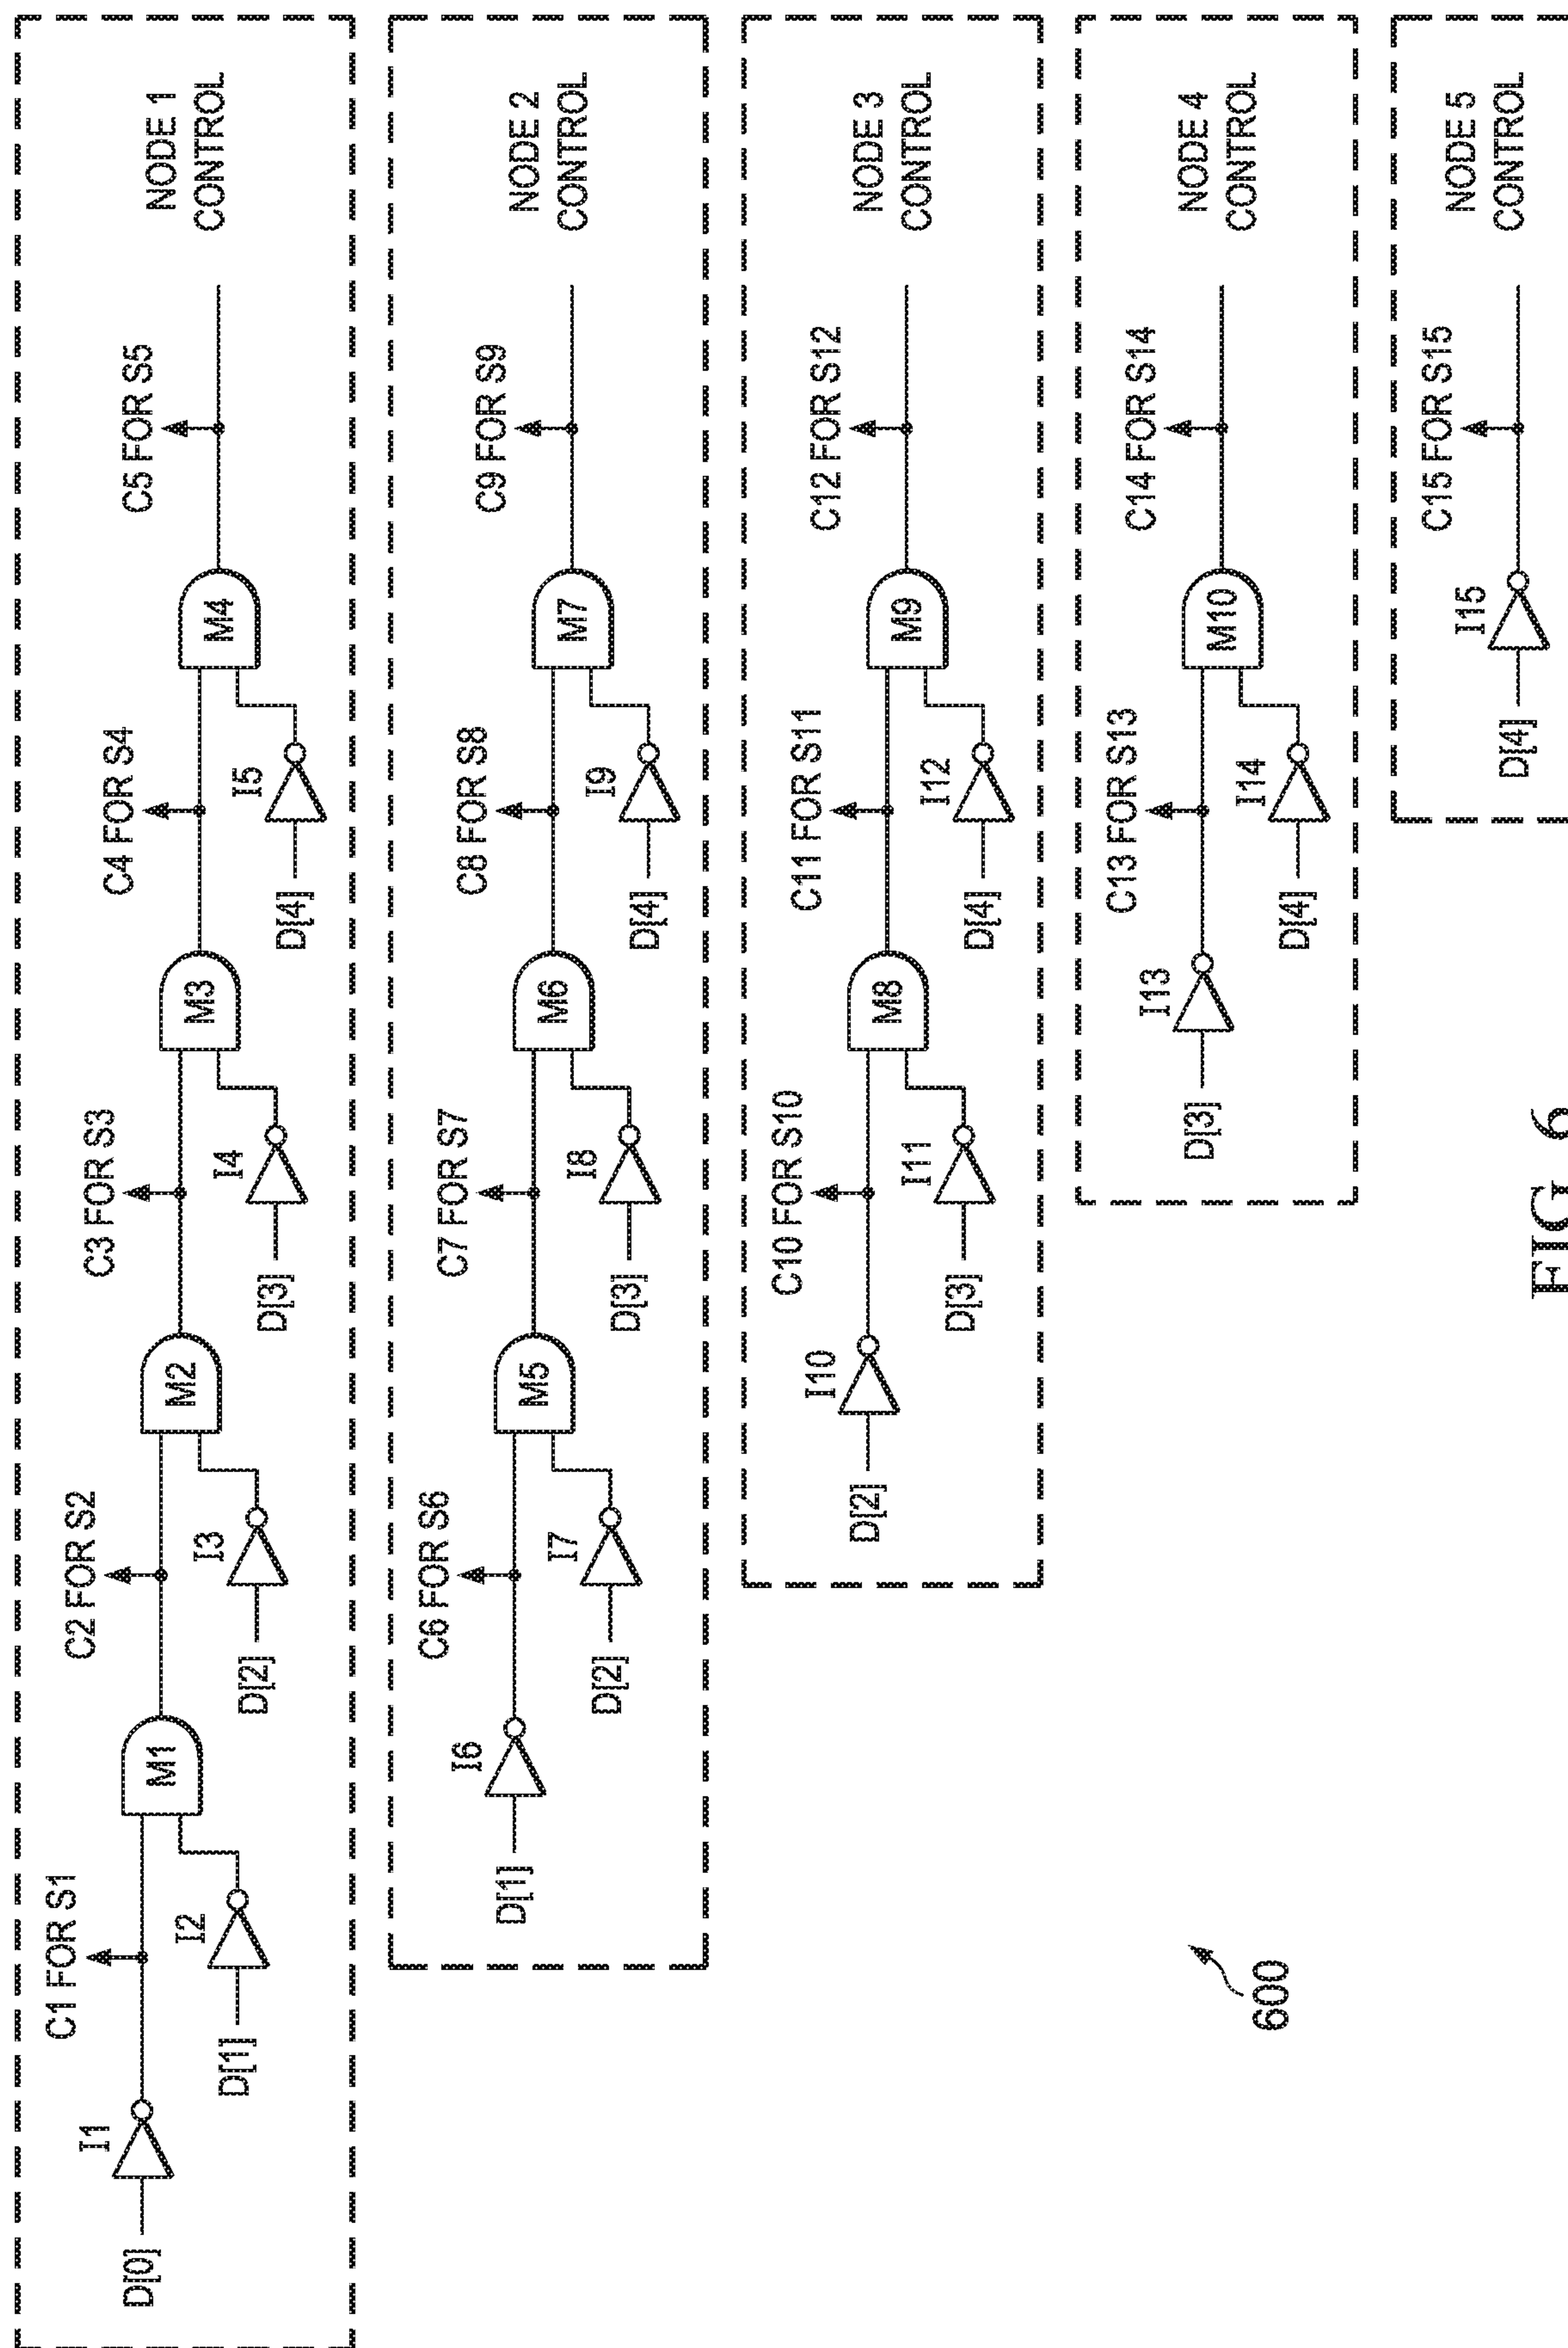 NODE 1
CONTROL
C1 FOR S1
C2 FOR S2
C3 FOR S3
C4 FOR S4
C5 FOR S5
I1
D[0]
M1
I2
D[1]
M2
I3
D[2]
M3
I4
D[3]
M4
I5
D[4]
NODE 2
CONTROL
C6 FOR S6
C7 FOR S7
C8 FOR S8
C9 FOR S9
I6
D[1]
M5
I7
D[2]
M6
I8
D[3]
M7
I9
D[4]
NODE 3
CONTROL
C10 FOR S10
C11 FOR S11
C12 FOR S12
I10
D[2]
M8
I11
D[3]
M9
I12
D[4]
NODE 4
CONTROL
C13 FOR S13
C14 FOR S14
I13
D[3]
M10
I14
D[4]
NODE 5
CONTROL
C15 FOR S15
I15
D[4]
600
FIG. 6